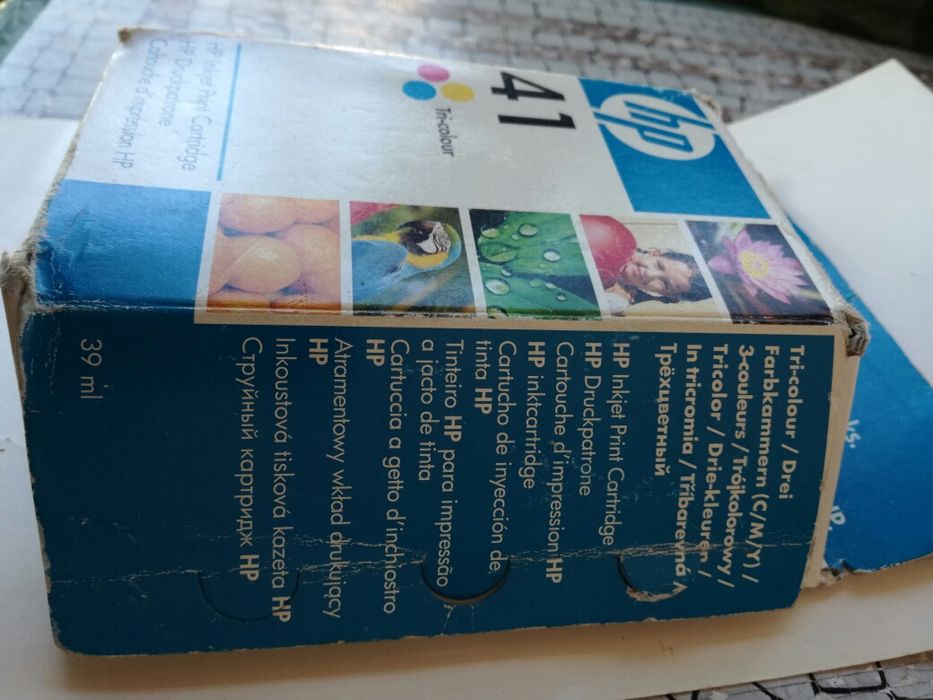 hp
41
Tri-colour
HP Inkjet Print Cartridge
HP Druckpatrone
Cartouche d'impression HP
Tri-colour / Drei
Farbkammern (C/M/Y) /
3-couleurs / Trójkolorowy /
Tricolor / Drie-kleuren /
In tricromia / Tříbarevná /
Трёхцветный
HP Inkjet Print Cartridge
HP Druckpatrone
Cartouche d'impression HP
HP inktcartridge
Cartucho de inyección de
tinta HP
Tinteiro HP para impressão
a jacto de tinta
Cartuccia a getto d'inchiostro
HP
Atramentowy wkład drukujący
HP
Inkoustová tisková kazeta HP
Струйный картридж HP
39 ml